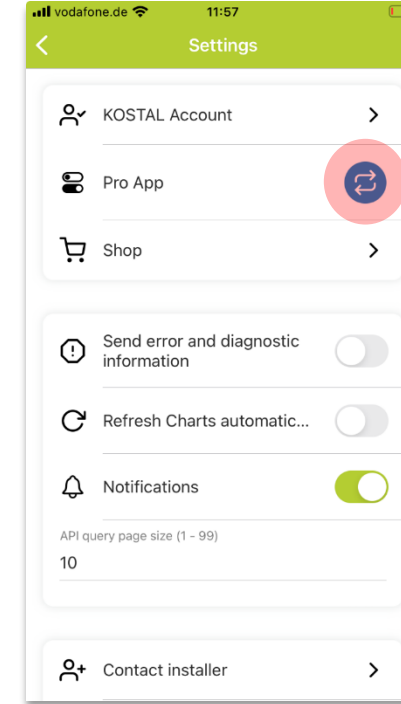 vodafone.de 11:57
Settings
KOSTAL Account
Pro App
Shop
Send error and diagnostic
information
Refresh Charts automatic...
Notifications
API query page size (1 - 99)
10
Contact installer